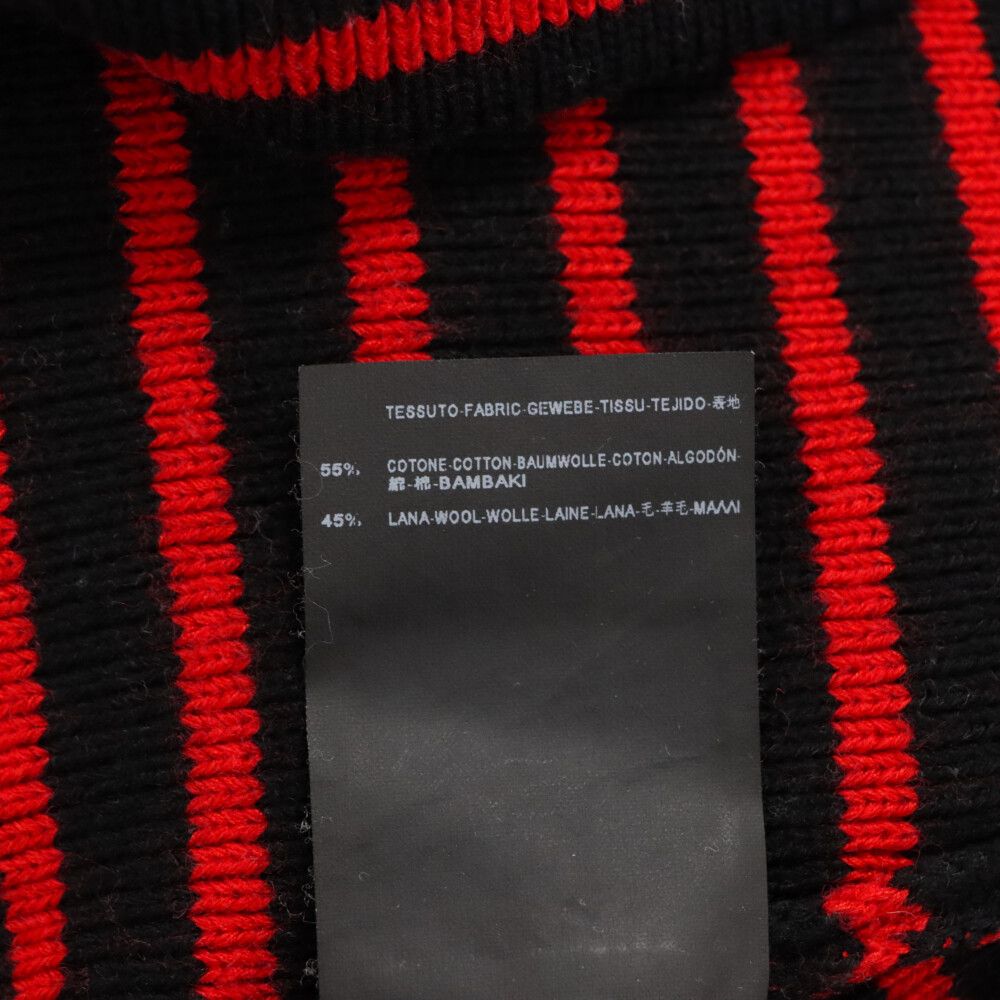 TESSUTO-FABRIC-GEWEBE-TISSU-TEJIDO-表地
55% COTONE-COTTON-BAUMWOLLE-COTON-ALGODÓN-
綿-棉-BAMBAKI
45% LANA-WOOL-WOLLE-LAINE-LANA-毛-羊毛-MAΛΛI